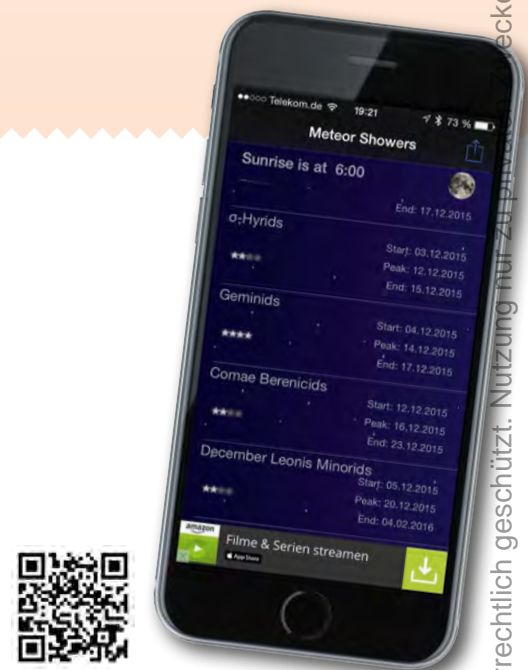 ●●○○○ Telekom.de 19:21 73 %
Meteor Showers
Sunrise is at 6:00
End: 17.12.2015
σ-Hyrids
★★★★
Start: 03.12.2015
Peak: 12.12.2015
End: 15.12.2015
Geminids
★★★★
Start: 04.12.2015
Peak: 14.12.2015
End: 17.12.2015
Comae Berenicids
★★★★
Start: 12.12.2015
Peak: 16.12.2015
End: 23.12.2015
December Leonis Minorids
★★★★
Start: 05.12.2015
Peak: 20.12.2015
End: 04.02.2016
amazon
Filme & Serien streamen
App Store
rrechtlich geschützt. Nutzung nur zu privaten Zwecke